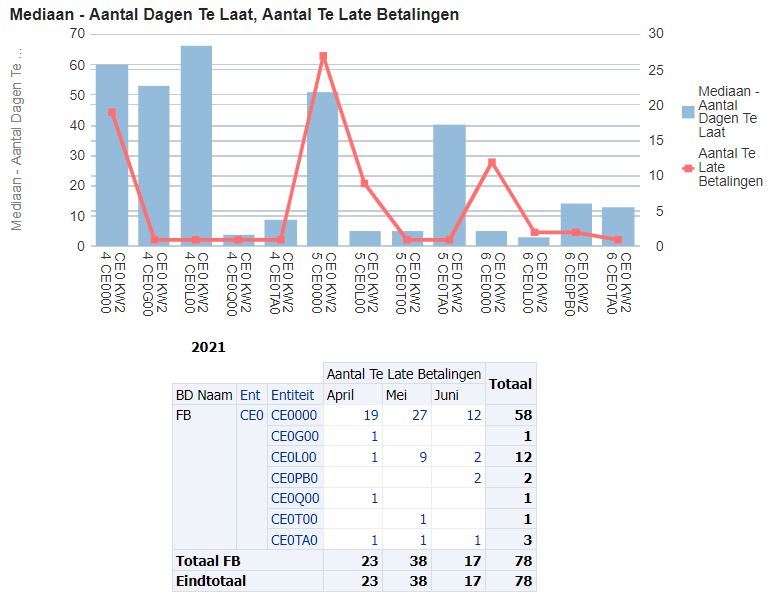 Mediaan - Aantal Dagen Te Laat, Aantal Te Late Betalingen
Mediaan - Aantal Dagen Te ...
70
60
50
40
30
20
10
0
30
25
20
15
10
5
0
CE0 KW2
4 CE0000
CE0 KW2
4 CE0G00
CE0 KW2
4 CE0L00
CE0 KW2
4 CE0Q00
CE0 KW2
4 CE0TA0
CE0 KW2
5 CE0000
CE0 KW2
5 CE0L00
CE0 KW2
5 CE0T00
CE0 KW2
5 CE0TA0
CE0 KW2
6 CE0000
CE0 KW2
6 CE0L00
CE0 KW2
6 CE0PB0
CE0 KW2
6 CE0TA0
Mediaan -
Aantal
Dagen Te
Laat
Aantal Te
Late
Betalingen
2021
Aantal Te Late Betalingen Totaal
BD Naam Ent Entiteit April Mei Juni
FB CE0 CE0000 19 27 12 58
CE0G00 1 1
CE0L00 1 9 2 12
CE0PB0 2 2
CE0Q00 1 1
CE0T00 1 1
CE0TA0 1 1 1 3
Totaal FB 23 38 17 78
Eindtotaal 23 38 17 78